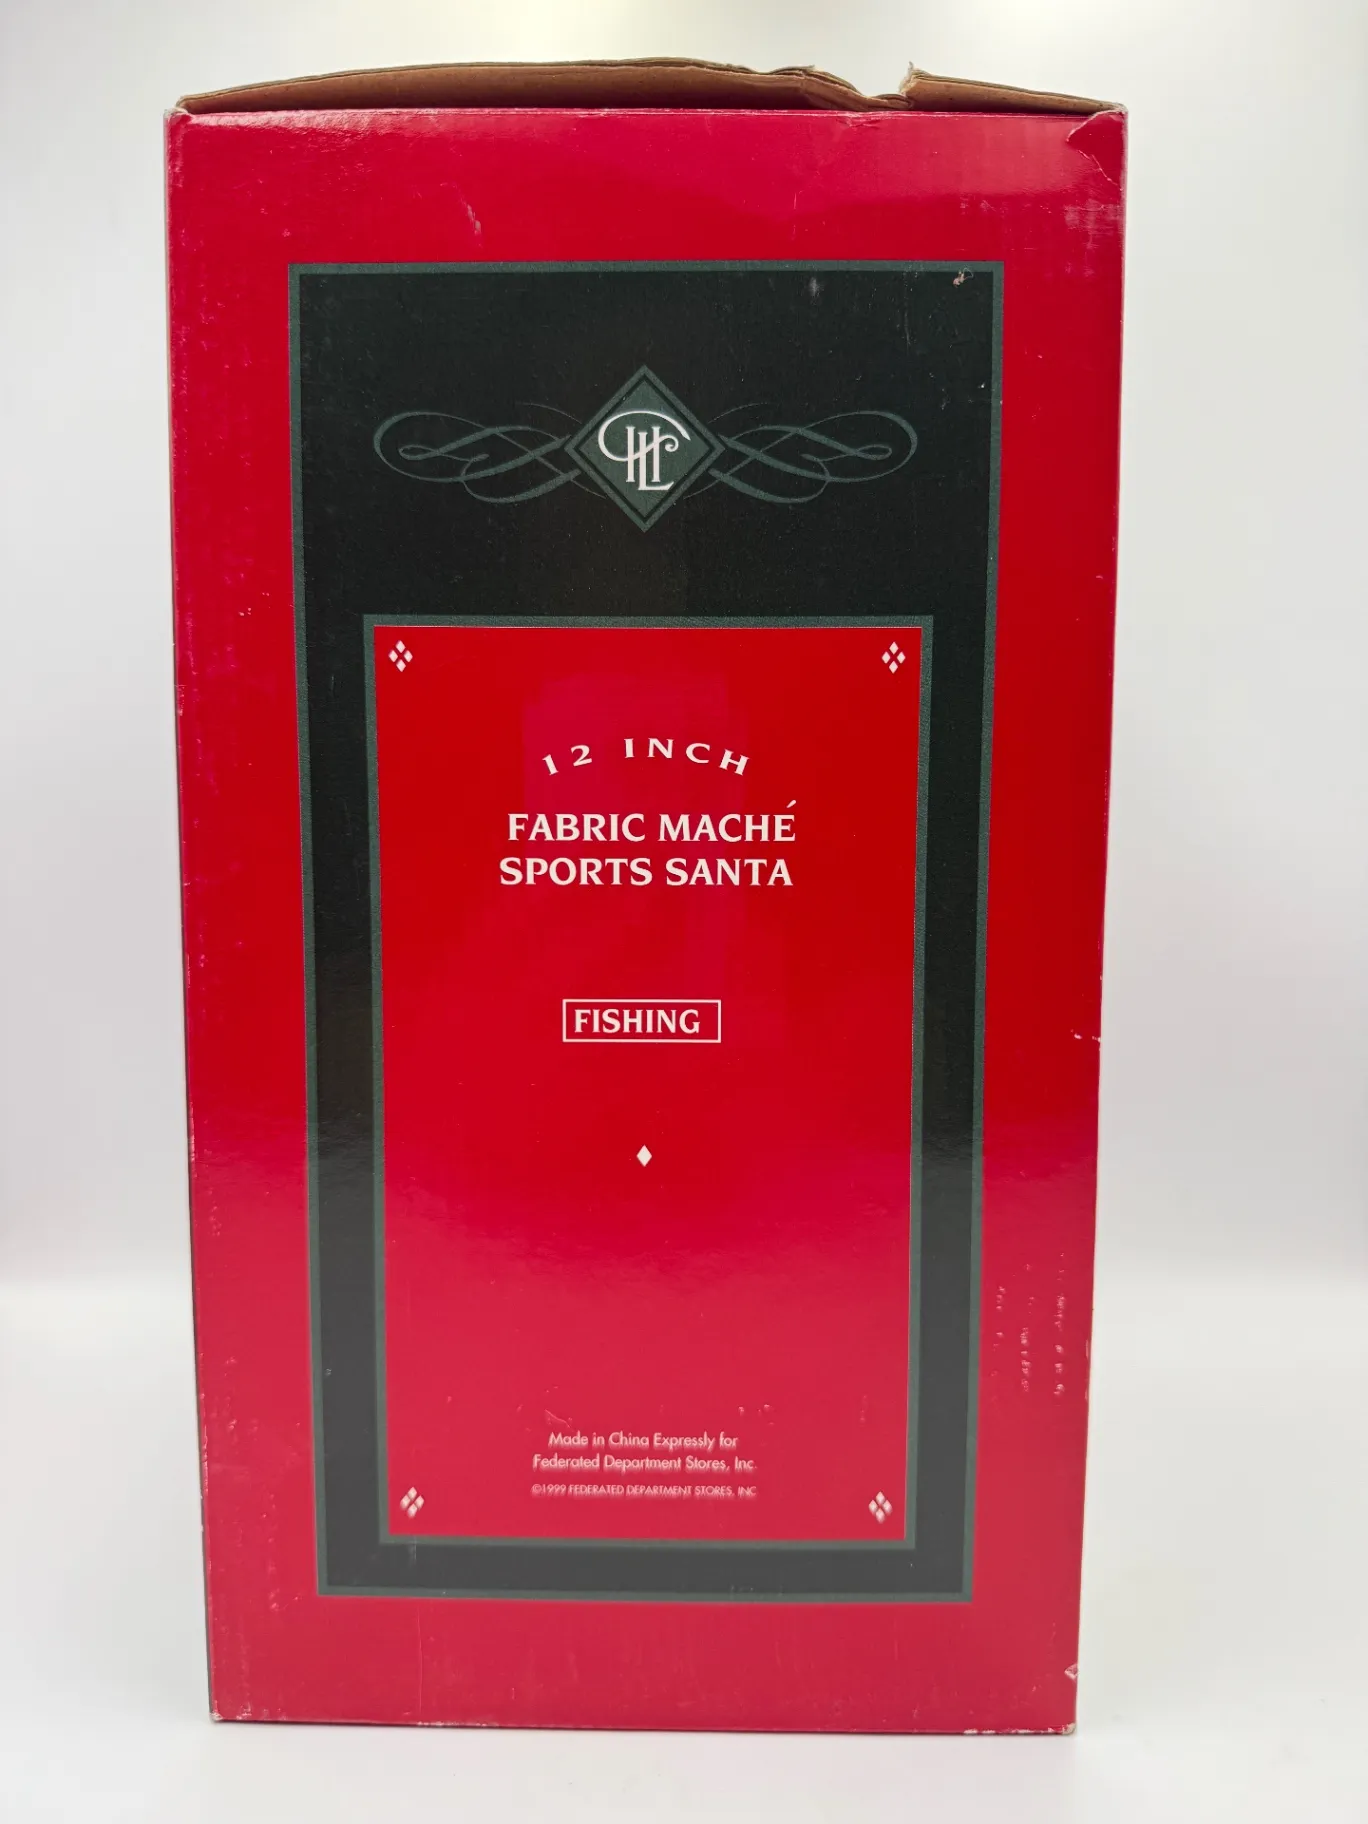 12 INCH
FABRIC MACHÉ
SPORTS SANTA
FISHING
Made in China Expressly for
Federated Department Stores, Inc.
©1999 FEDERATED DEPARTMENT STORES, INC